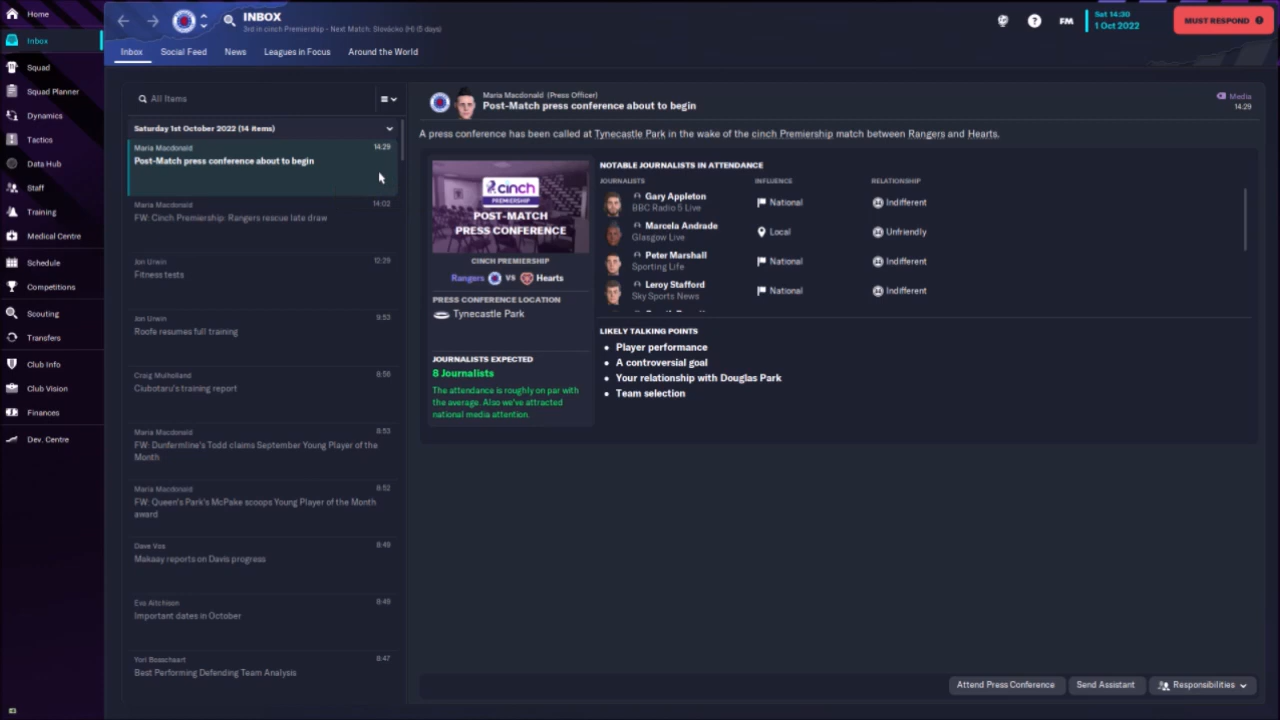 Home
Inbox
Squad
Squad Planner
Dynamics
Tactics
Data Hub
Staff
Training
Medical Centre
Schedule
Competitions
Scouting
Transfers
Club Info
Club Vision
Finances
Dev. Centre
INBOX
3rd in cinch Premiership - Next Match: Slovácko (H) (5 days)
FM
Sat 14:30
1 Oct 2022
MUST RESPOND
Inbox Social Feed News Leagues in Focus Around the World
All Items
Saturday 1st October 2022 (14 items)
Maria Macdonald 14:29
Post-Match press conference about to begin
Maria Macdonald 14:02
FW: Cinch Premiership: Rangers rescue late draw
Jon Urwin 12:29
Fitness tests
Jon Urwin 9:53
Roofe resumes full training
Craig Mulholland 8:56
Ciubotaru's training report
Maria Macdonald 8:53
FW: Dunfermline's Todd claims September Young Player of the
Month
Maria Macdonald 8:52
FW: Queen's Park's McPake scoops Young Player of the Month
award
Dave Vos 8:49
Makaay reports on Davis progress
Eva Aitchison 8:49
Important dates in October
Yori Bosschaart 8:47
Best Performing Defending Team Analysis
Maria Macdonald (Press Officer)
Post-Match press conference about to begin
Media
14:29
A press conference has been called at Tynecastle Park in the wake of the cinch Premiership match between Rangers and Hearts.
cinch
PREMIERSHIP
POST-MATCH
PRESS CONFERENCE
CINCH PREMIERSHIP
Rangers VS Hearts
PRESS CONFERENCE LOCATION
Tynecastle Park
JOURNALISTS EXPECTED
8 Journalists
The attendance is roughly on par with
the average. Also we've attracted
national media attention.
NOTABLE JOURNALISTS IN ATTENDANCE
JOURNALISTS INFLUENCE RELATIONSHIP
Gary Appleton
BBC Radio 5 Live
National Indifferent
Marcela Andrade
Glasgow Live
Local Unfriendly
Peter Marshall
Sporting Life
National Indifferent
Leroy Stafford
Sky Sports News
National Indifferent
LIKELY TALKING POINTS
Player performance
A controversial goal
Your relationship with Douglas Park
Team selection
Attend Press Conference Send Assistant Responsibilities